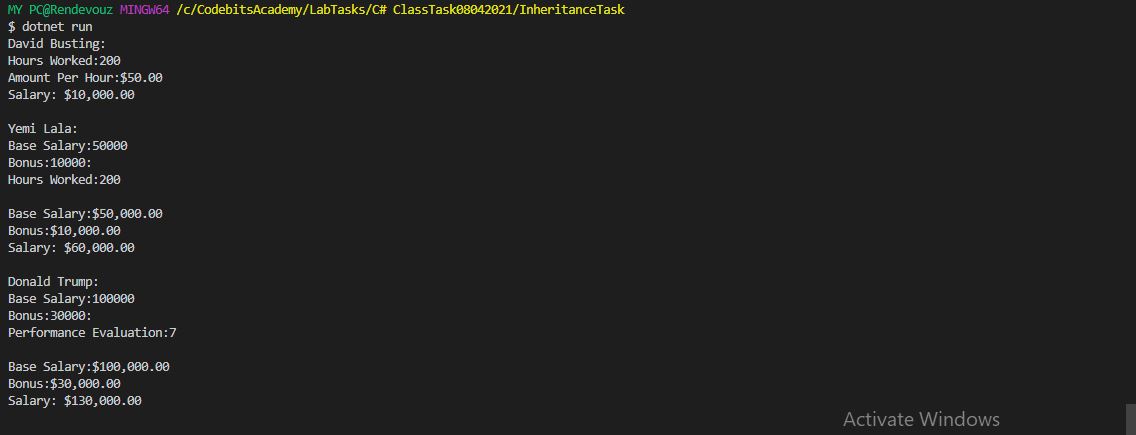 MY PC@Rendevouz MINGW64 /c/CodebitsAcademy/LabTasks/C# ClassTask08042021/InheritanceTask
$ dotnet run
David Busting:
Hours Worked:200
Amount Per Hour:$50.00
Salary: $10,000.00
Yemi Lala:
Base Salary:50000
Bonus:10000:
Hours Worked:200
Base Salary:$50,000.00
Bonus:$10,000.00
Salary: $60,000.00
Donald Trump:
Base Salary:100000
Bonus:30000:
Performance Evaluation:7
Base Salary:$100,000.00
Bonus:$30,000.00
Salary: $130,000.00
Activate Windows